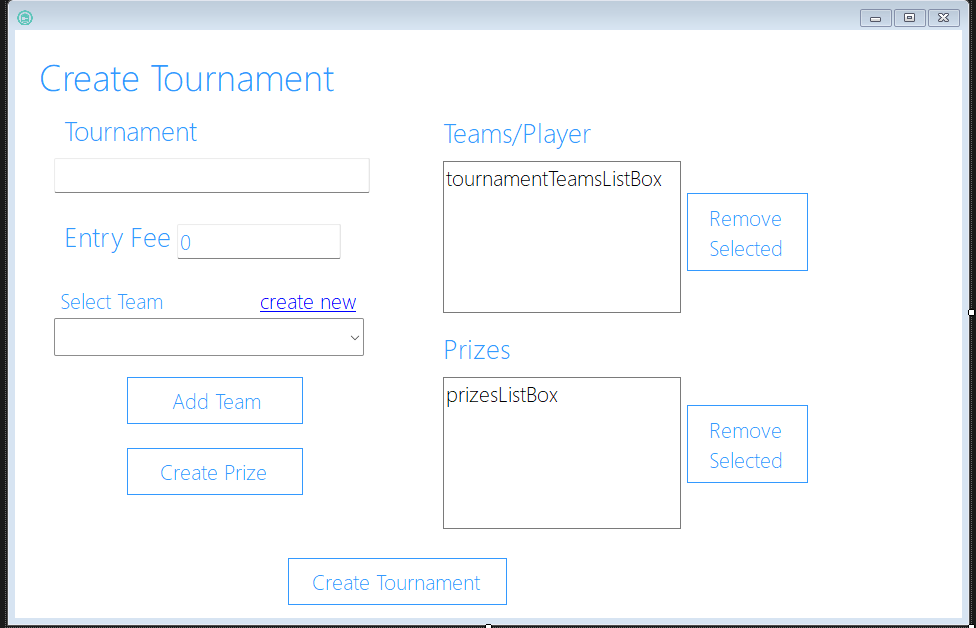 Create Tournament
Tournament
Entry Fee 0
Select Team create new
Add Team
Create Prize
Teams/Player
tournamentTeamsListBox
Remove
Selected
Prizes
prizesListBox
Remove
Selected
Create Tournament